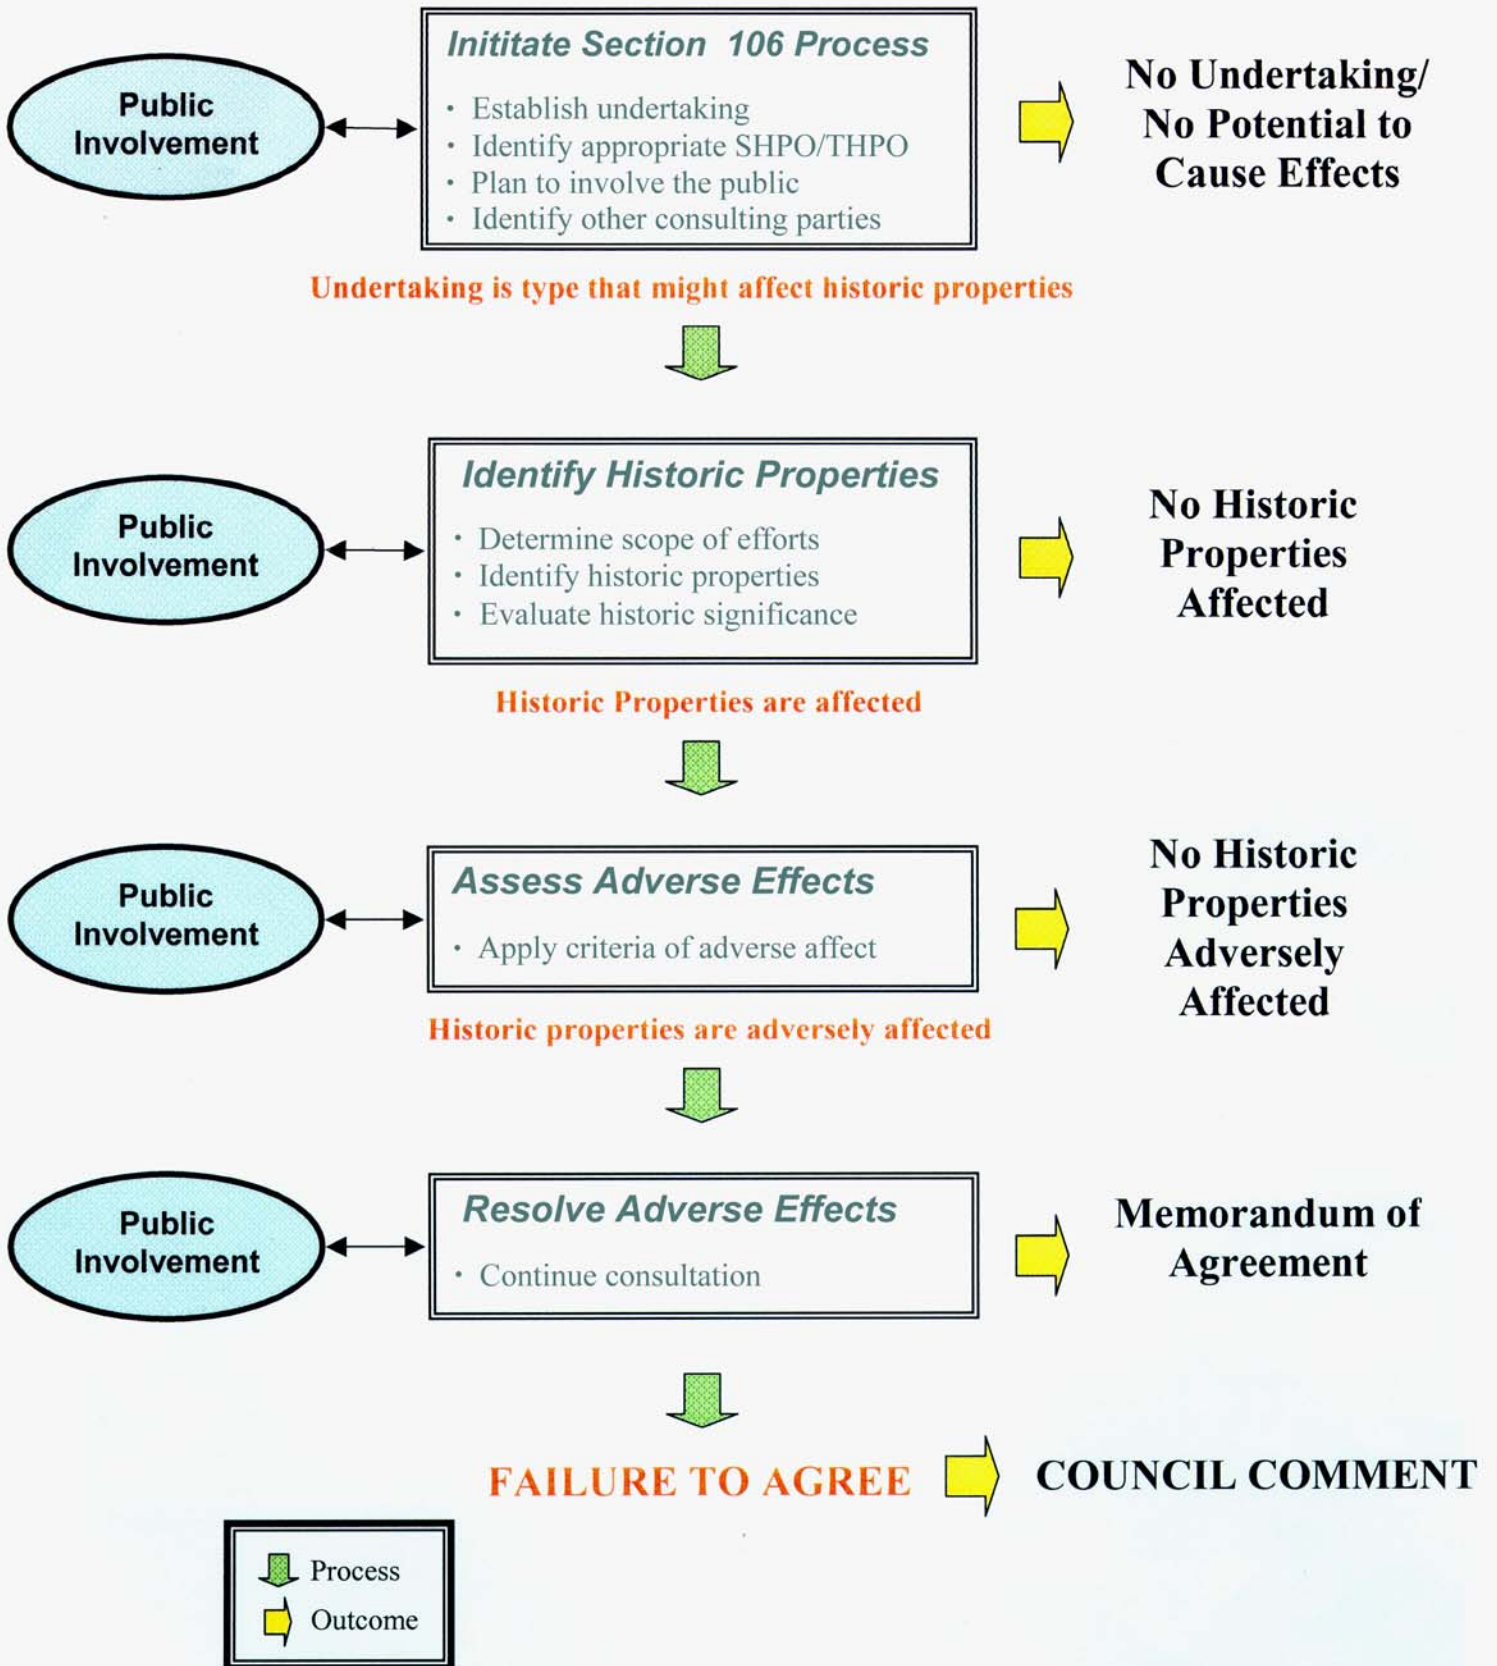 Public
Involvement
Inititate Section 106 Process
· Establish undertaking
· Identify appropriate SHPO/THPO
· Plan to involve the public
· Identify other consulting parties
No Undertaking/
No Potential to
Cause Effects
Undertaking is type that might affect historic properties
Public
Involvement
Identify Historic Properties
· Determine scope of efforts
· Identify historic properties
· Evaluate historic significance
No Historic
Properties
Affected
Historic Properties are affected
Public
Involvement
Assess Adverse Effects
· Apply criteria of adverse affect
No Historic
Properties
Adversely
Affected
Historic properties are adversely affected
Public
Involvement
Resolve Adverse Effects
· Continue consultation
Memorandum of
Agreement
FAILURE TO AGREE
COUNCIL COMMENT
Process
Outcome